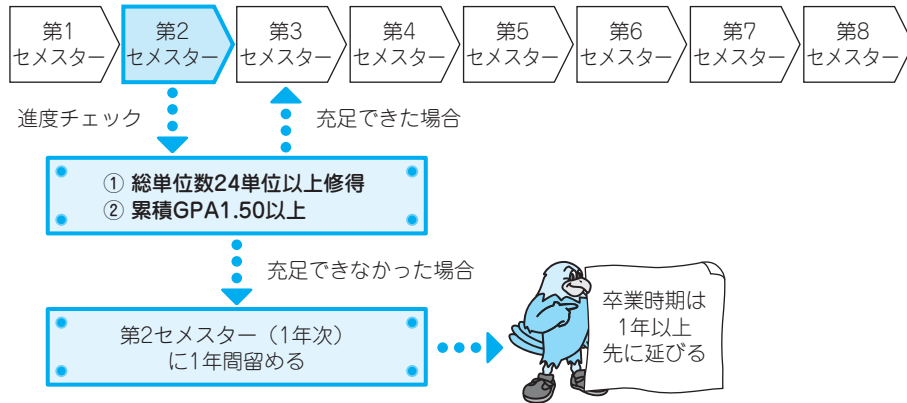 第1
セメスター
第2
セメスター
第3
セメスター
第4
セメスター
第5
セメスター
第6
セメスター
第7
セメスター
第8
セメスター
進度チェック
充足できた場合
① 総単位数24単位以上修得
② 累積GPA1.50以上
充足できなかった場合
第2セメスター（1年次）
に1年間留める
卒業時期は
1年以上
先に延びる